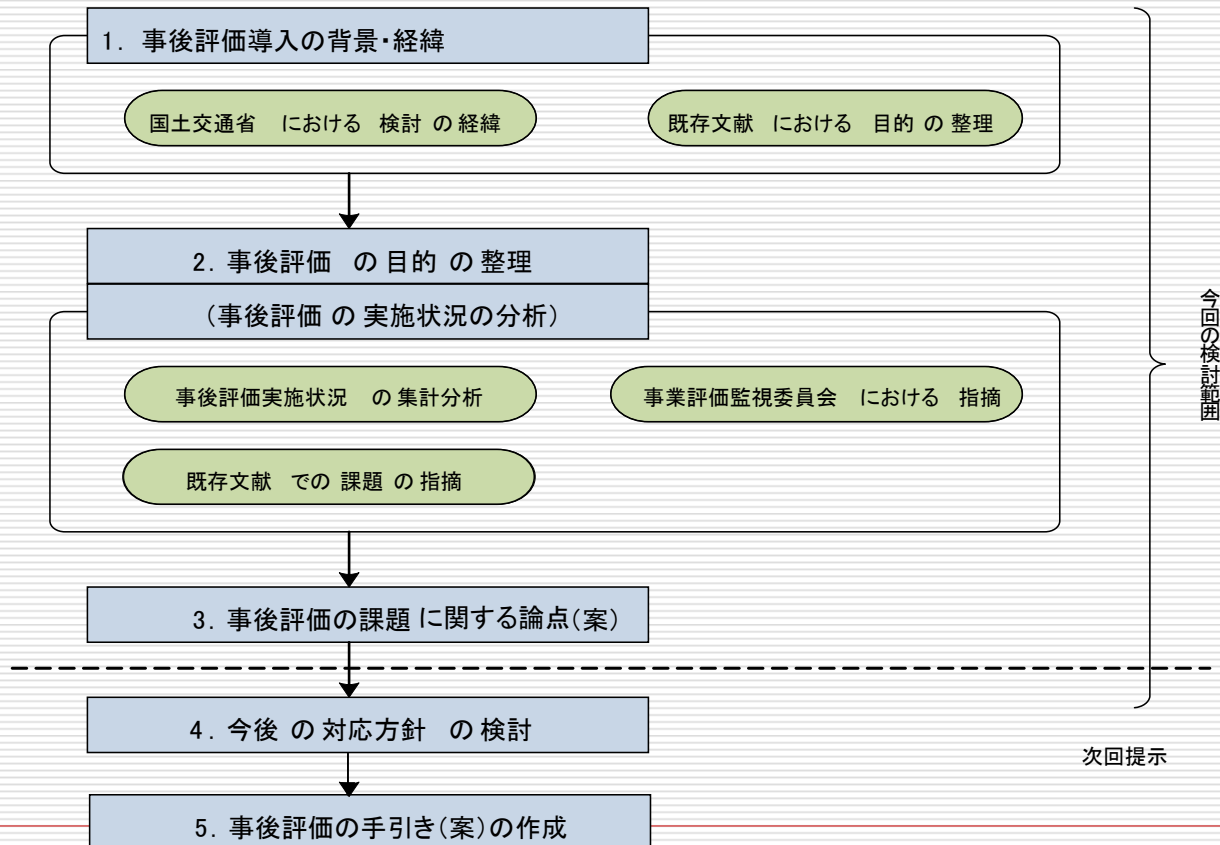 1. 事後評価導入の背景・経緯
国土交通省 における 検討 の 経緯
既存文献 における 目的 の 整理
2. 事後評価 の 目的 の 整理
(事後評価 の 実施状況の分析)
事後評価実施状況 の 集計分析
事業評価監視委員会 における 指摘
既存文献 での 課題 の 指摘
今回の検討範囲
3. 事後評価の課題 に関する論点(案)
4. 今後 の 対応方針 の 検討
次回提示
5. 事後評価の手引き(案)の作成